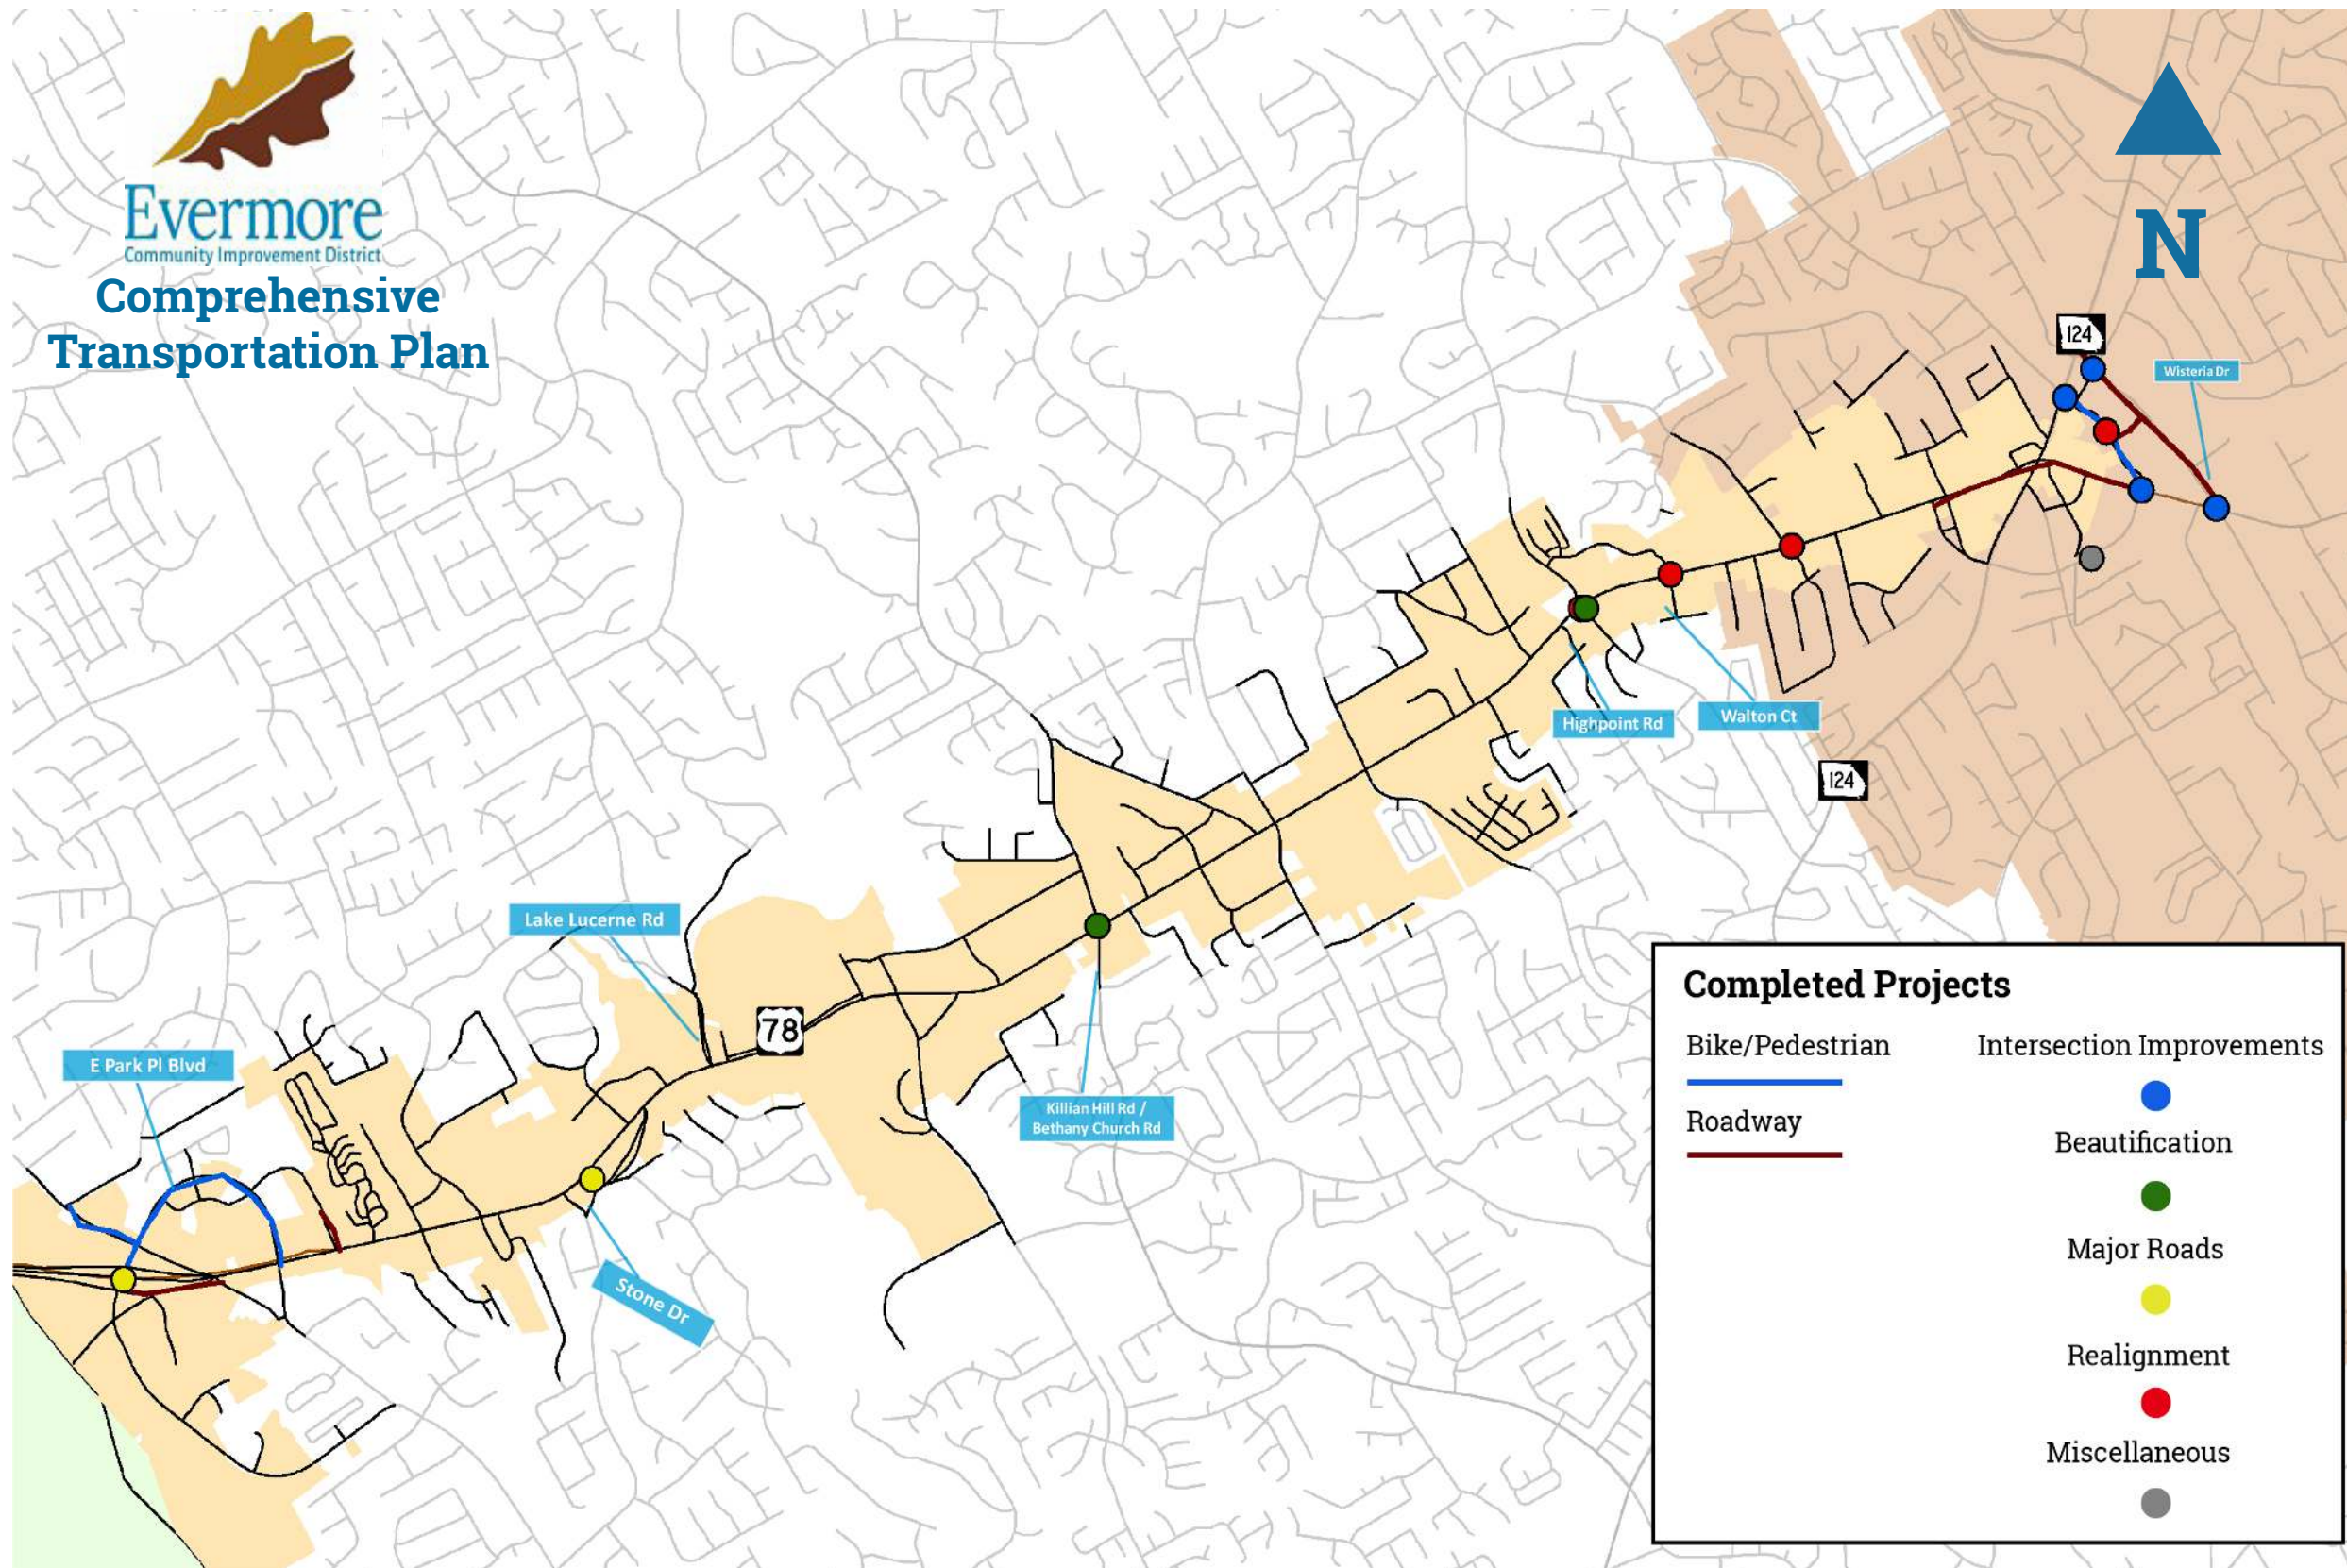 Evermore
Community Improvement District
Comprehensive
Transportation Plan
N
124
Wisteria Dr
Highpoint Rd
Walton Ct
124
Lake Lucerne Rd
78
E Park Pl Blvd
Killian Hill Rd /
Bethany Church Rd
Stone Dr
Completed Projects
Bike/Pedestrian
Roadway
Intersection Improvements
Beautification
Major Roads
Realignment
Miscellaneous